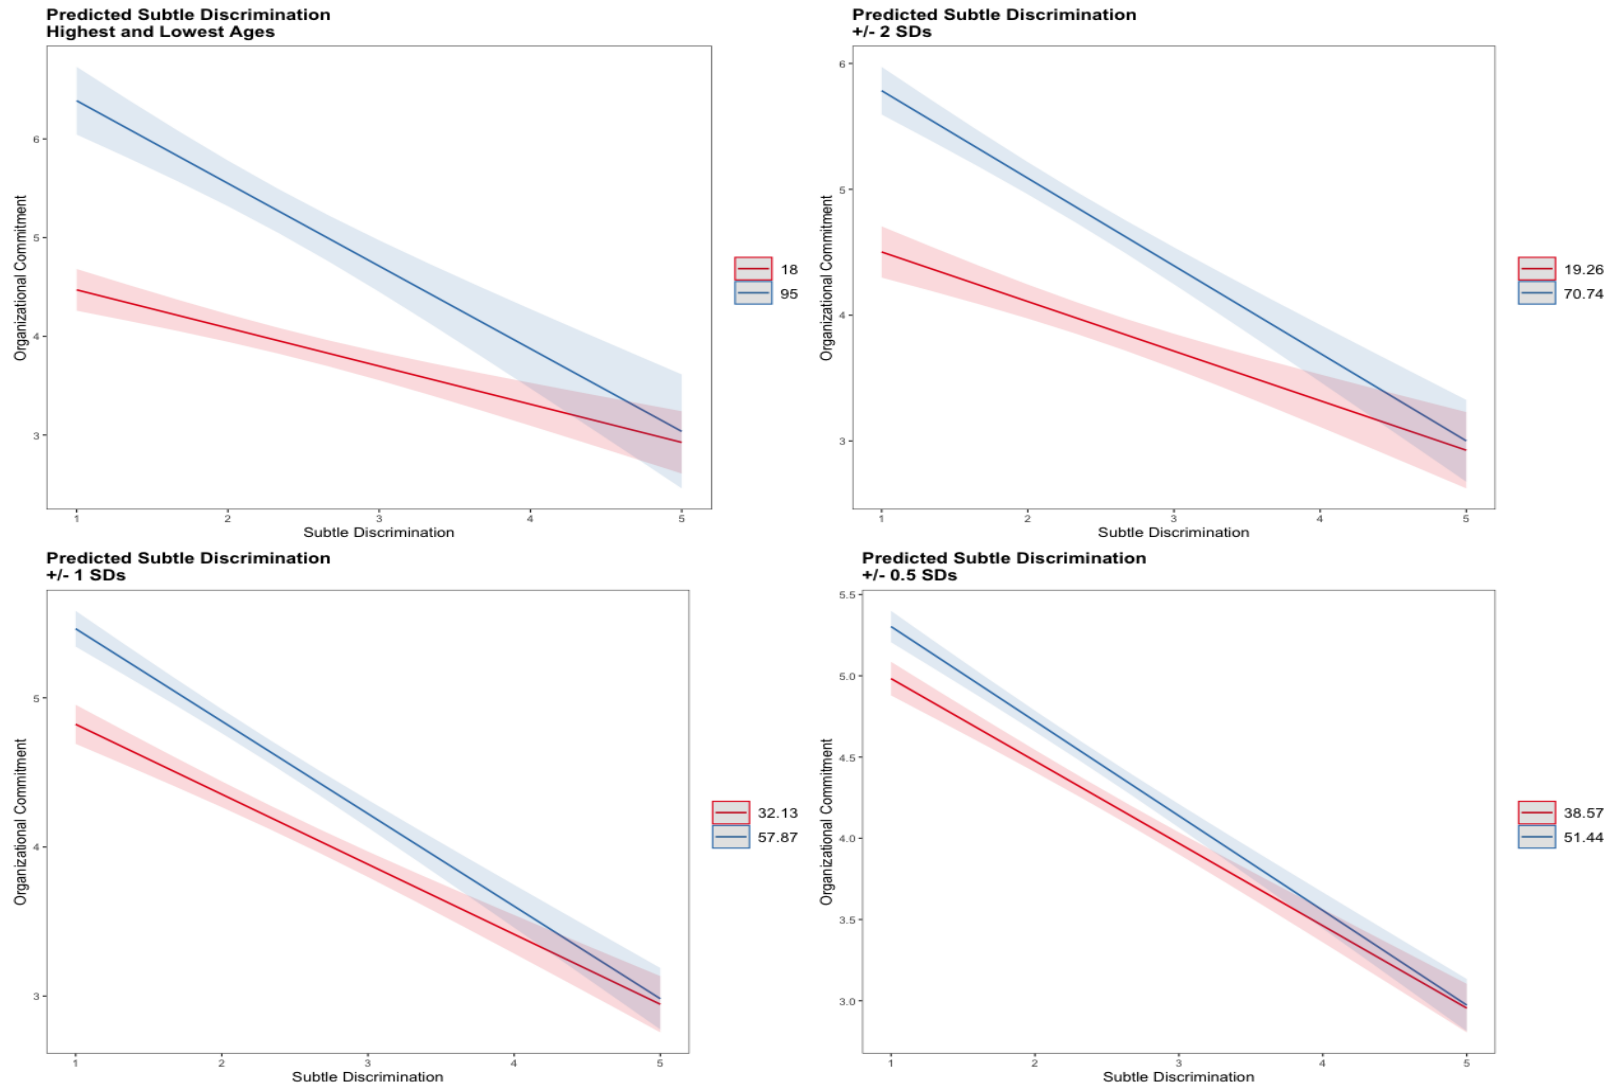 Predicted Subtle Discrimination
Highest and Lowest Ages
Organizational Commitment
6
5
4
3
1
2
3
4
5
Subtle Discrimination
18
95
Predicted Subtle Discrimination
+/- 2 SDs
Organizational Commitment
6
5
4
3
1
2
3
4
5
Subtle Discrimination
19.26
70.74
Predicted Subtle Discrimination
+/- 1 SDs
Organizational Commitment
5
4
3
1
2
3
4
5
Subtle Discrimination
32.13
57.87
Predicted Subtle Discrimination
+/- 0.5 SDs
Organizational Commitment
5.5
5.0
4.5
4.0
3.5
3.0
1
2
3
4
5
Subtle Discrimination
38.57
51.44